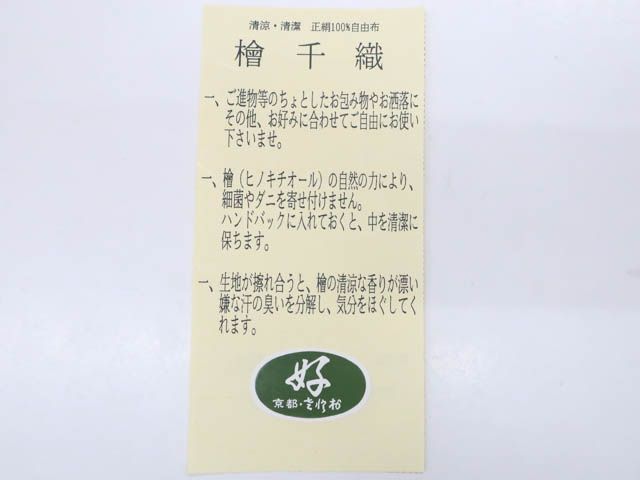 清涼・清潔 正絹100%自由布
檜千織
一、ご進物等のちょとしたお包み物やお洒落に
その他、お好みに合わせてご自由にお使い
下さいませ。
一、檜（ヒノキチオール）の自然の力により、
細菌やダニを寄せ付けません。
ハンドバックに入れておくと、中を清潔に
保ちます。
一、生地が擦れ合うと、檜の清涼な香りが漂い
嫌な汗の臭いを分解し、気分をほぐしてく
れます。
好
京都・